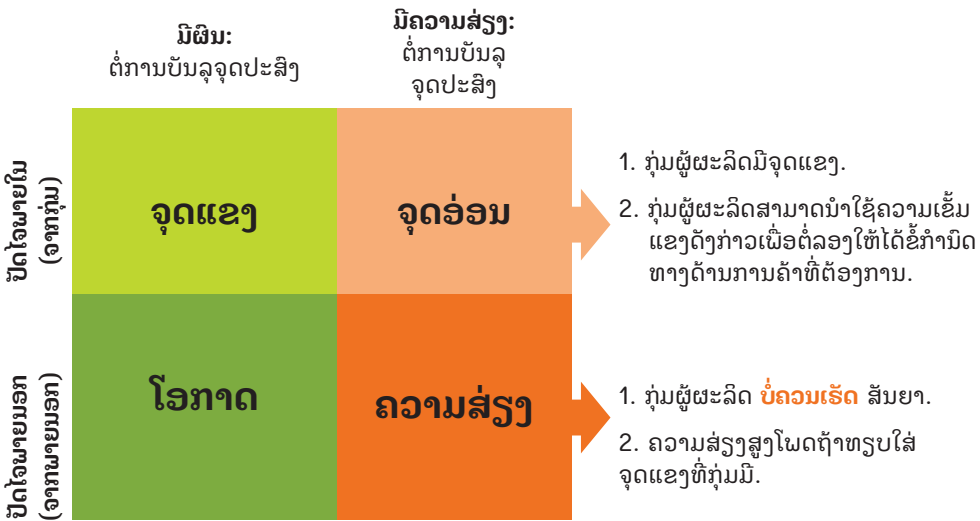 ມີຜົນ:
ຕໍ່ການບັນລຸຈຸດປະສົງ
ມີຄວາມສ່ຽງ:
ຕໍ່ການບັນລຸ
ຈຸດປະສົງ
ປັດໄຈພາຍໃນ
(ຈາກກຸ່ມ)
ຈຸດແຂງ
ຈຸດອ່ອນ
1. ກຸ່ມຜູ້ຜະລິດມີຈຸດແຂງ.
2. ກຸ່ມຜູ້ຜະລິດສາມາດນຳໃຊ້ຄວາມເຂັ້ມ
ແຂງດັ່ງກ່າວເພື່ອຕໍ່ລອງໃຫ້ໄດ້ຂໍ້ກຳນົດ
ທາງດ້ານການຄ້າທີ່ຕ້ອງການ.
ປັດໄຈພາຍນອກ
(ຈາກພາຍນອກ)
ໂອກາດ
ຄວາມສ່ຽງ
1. ກຸ່ມຜູ້ຜະລິດ ບໍ່ຄວນເຮັດ ສັນຍາ.
2. ຄວາມສ່ຽງສູງໂພດຖ້າທຽບໃສ່
ຈຸດແຂງທີ່ກຸ່ມມີ.